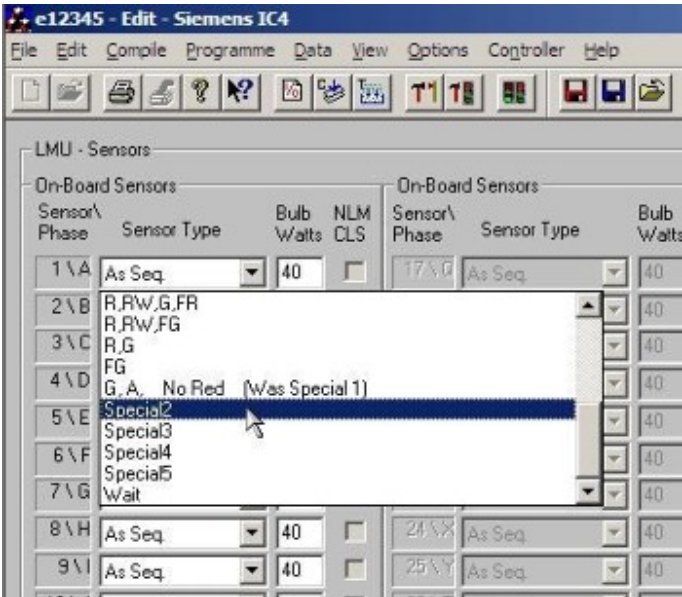 e12345 - Edit - Siemens IC4
File Edit Compile Programme Data View Options Controller Help
LMU - Sensors
On-Board Sensors
On-Board Sensors
Sensor\ Phase
Sensor Type
Bulb Watts
NLM CLS
Sensor\ Phase
Sensor Type
Bulb Watts
1\A As Seq. 40
17\Q As Seq. 40
R,RW,G,FR
R,RW,FG
R,G
FG
G, A, No Red (Was Special 1)
Special2
Special3
Special4
Special5
Wait
2\B
40
3\C
40
4\D
40
5\E
40
6\F
40
7\G
40
8\H As Seq. 40
24\X As Seq. 40
9\I As Seq. 40
25\Y As Seq. 40